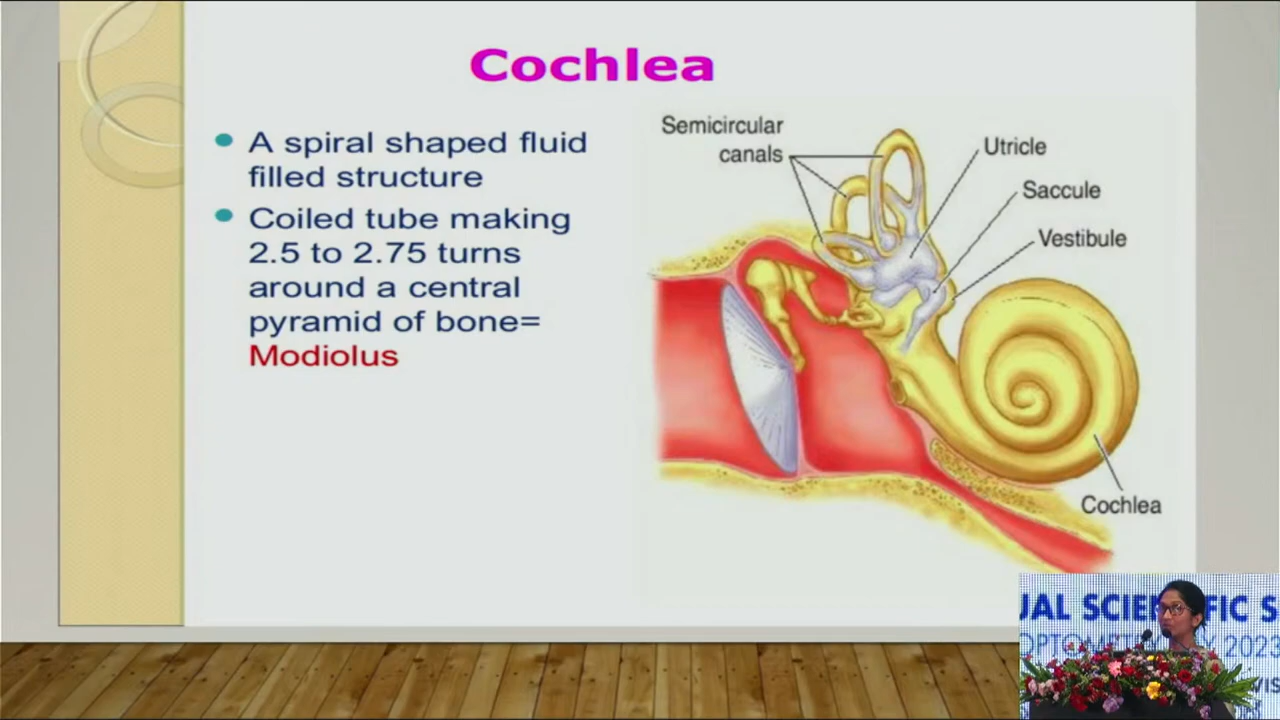 Cochlea
A spiral shaped fluid
filled structure
Coiled tube making
2.5 to 2.75 turns
around a central
pyramid of bone=
Modiolus
Semicircular
canals
Utricle
Saccule
Vestibule
Cochlea
2023